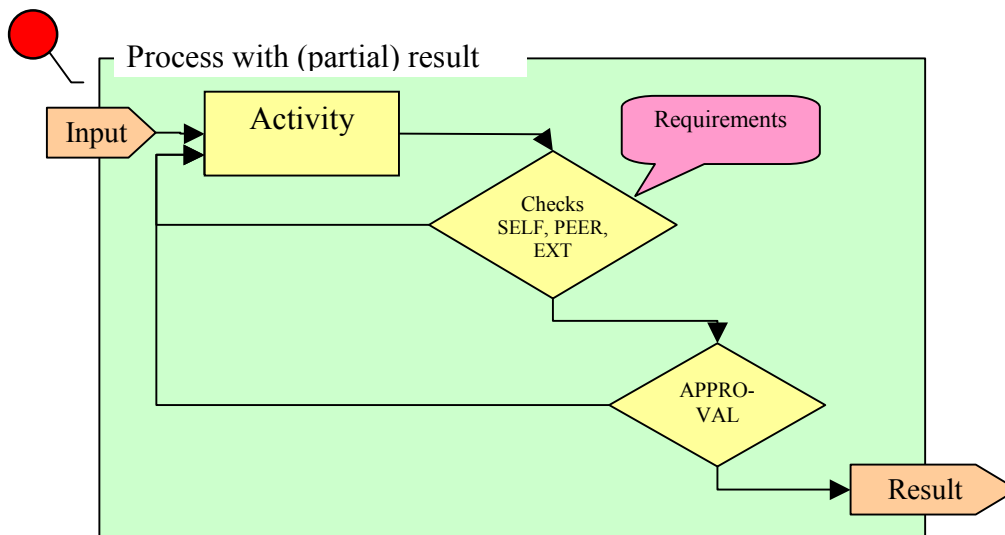 Process with (partial) result
Input
Activity
Requirements
Checks
SELF, PEER,
EXT
APPRO-
VAL
Result